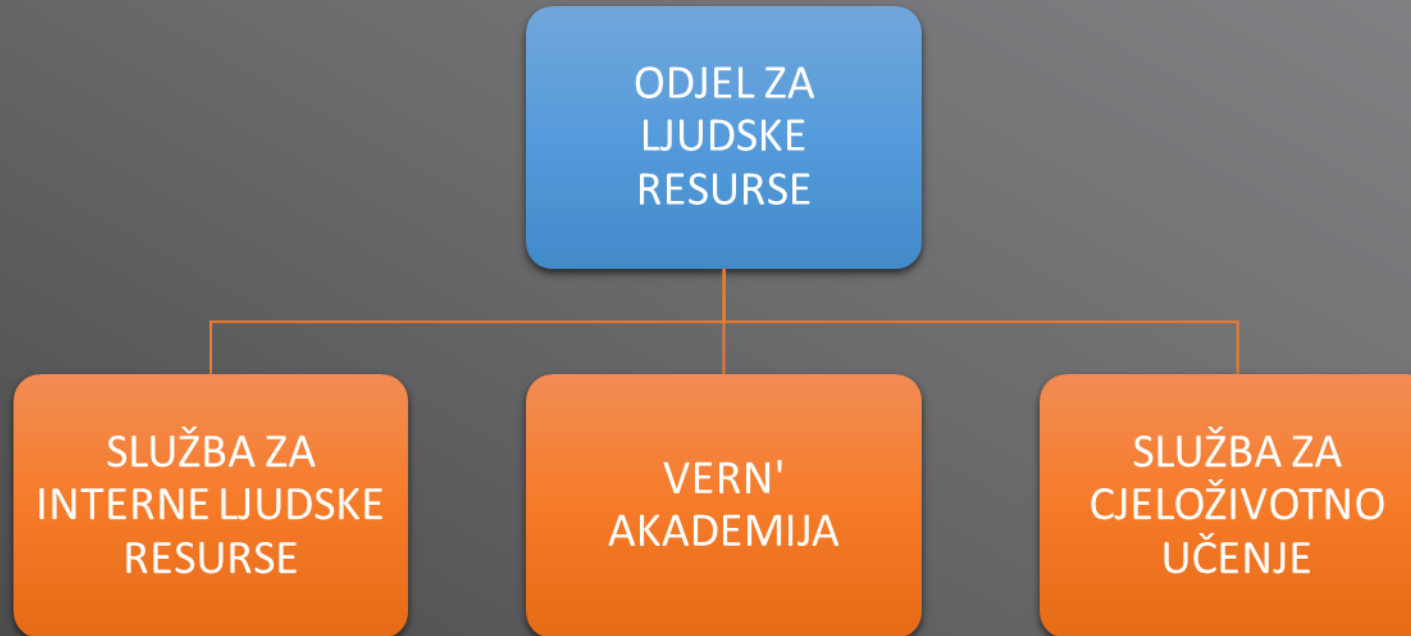 ODJEL ZA
LJUDSKE
RESURSE
SLUŽBA ZA
INTERNE LJUDSKE
RESURSE
VERN'
AKADEMIJA
SLUŽBA ZA
CJELOŽIVOTNO
UČENJE